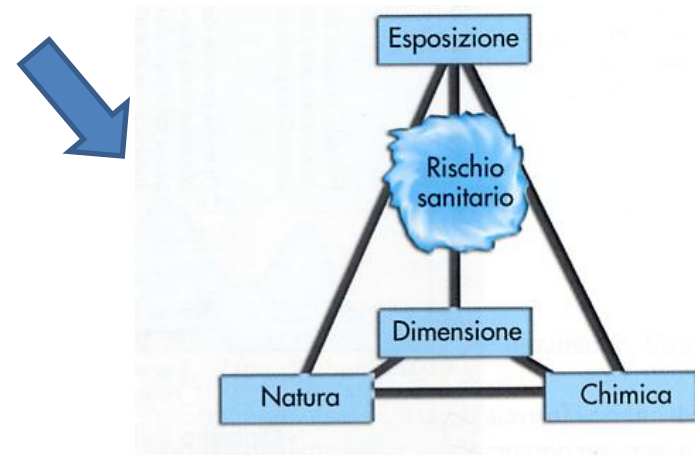 Esposizione
Rischio
sanitario
Dimensione
Natura
Chimica